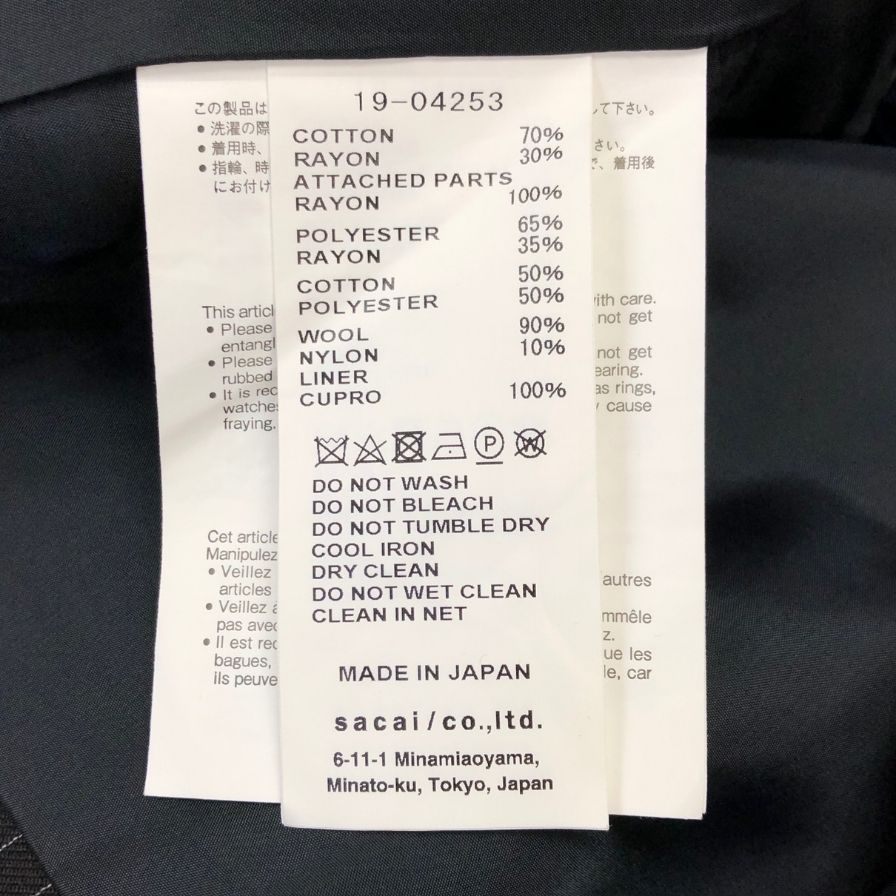 19-04253
COTTON 70%
RAYON 30%
ATTACHED PARTS
RAYON 100%
POLYESTER 65%
RAYON 35%
COTTON 50%
POLYESTER 50%
WOOL 90%
NYLON 10%
LINER
CUPRO 100%
P W
DO NOT WASH
DO NOT BLEACH
DO NOT TUMBLE DRY
COOL IRON
DRY CLEAN
DO NOT WET CLEAN
CLEAN IN NET
MADE IN JAPAN
sacai/co.,ltd.
6-11-1 Minamiaoyama,
Minato-ku, Tokyo, Japan
この製品は
• 洗濯の際
• 着用時、
• 指輪、時
にお付け
して下さい。
さい。
で、着用後
This articl
• Please
entangl
• Please
rubbed
• It is rec
watches
fraying.
with care.
not get
not get
earing.
as rings,
cause
Cet article
Manipulez
• Veillez
articles
• Veillez à
pas avec
• Il est rec
bagues,
ils peuve
autres
mmêle
z.
ue les
le, car